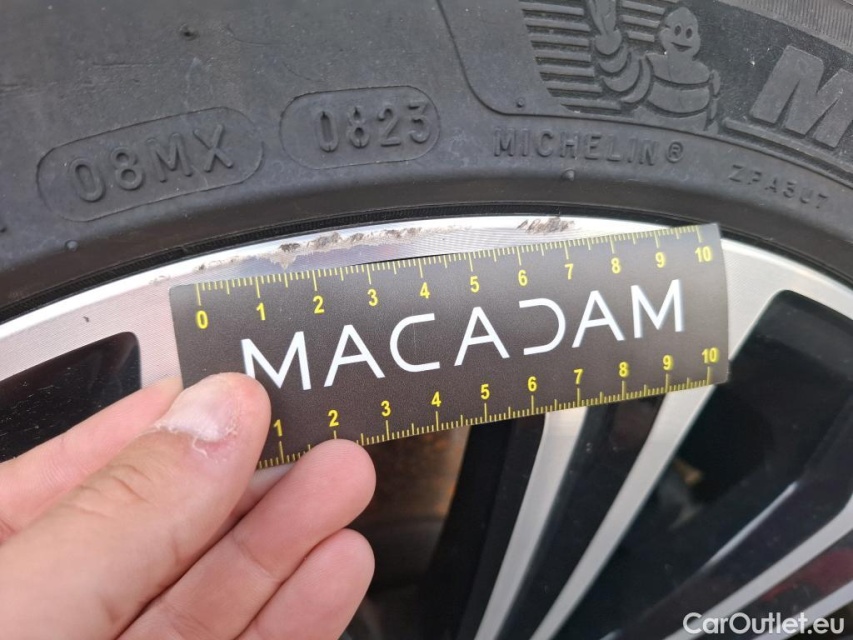 08MX
0823
MICHELIN®
M
ZPA3J7
0 1 2 3 4 5 6 7 8 9 10
MACADAM
1 2 3 4 5 6 7 8 9 10
CarOutlet.eu